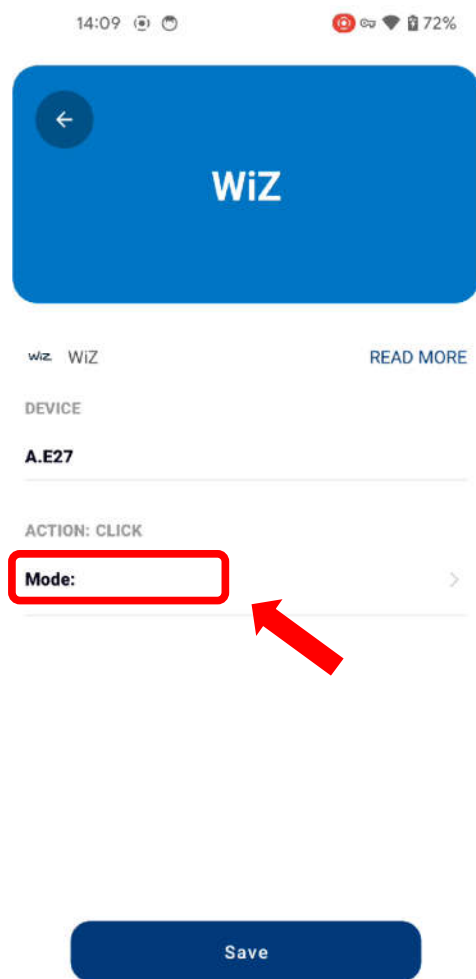 14:09 72%
WiZ
WiZ WiZ READ MORE
DEVICE
A.E27
ACTION: CLICK
Mode:
Save